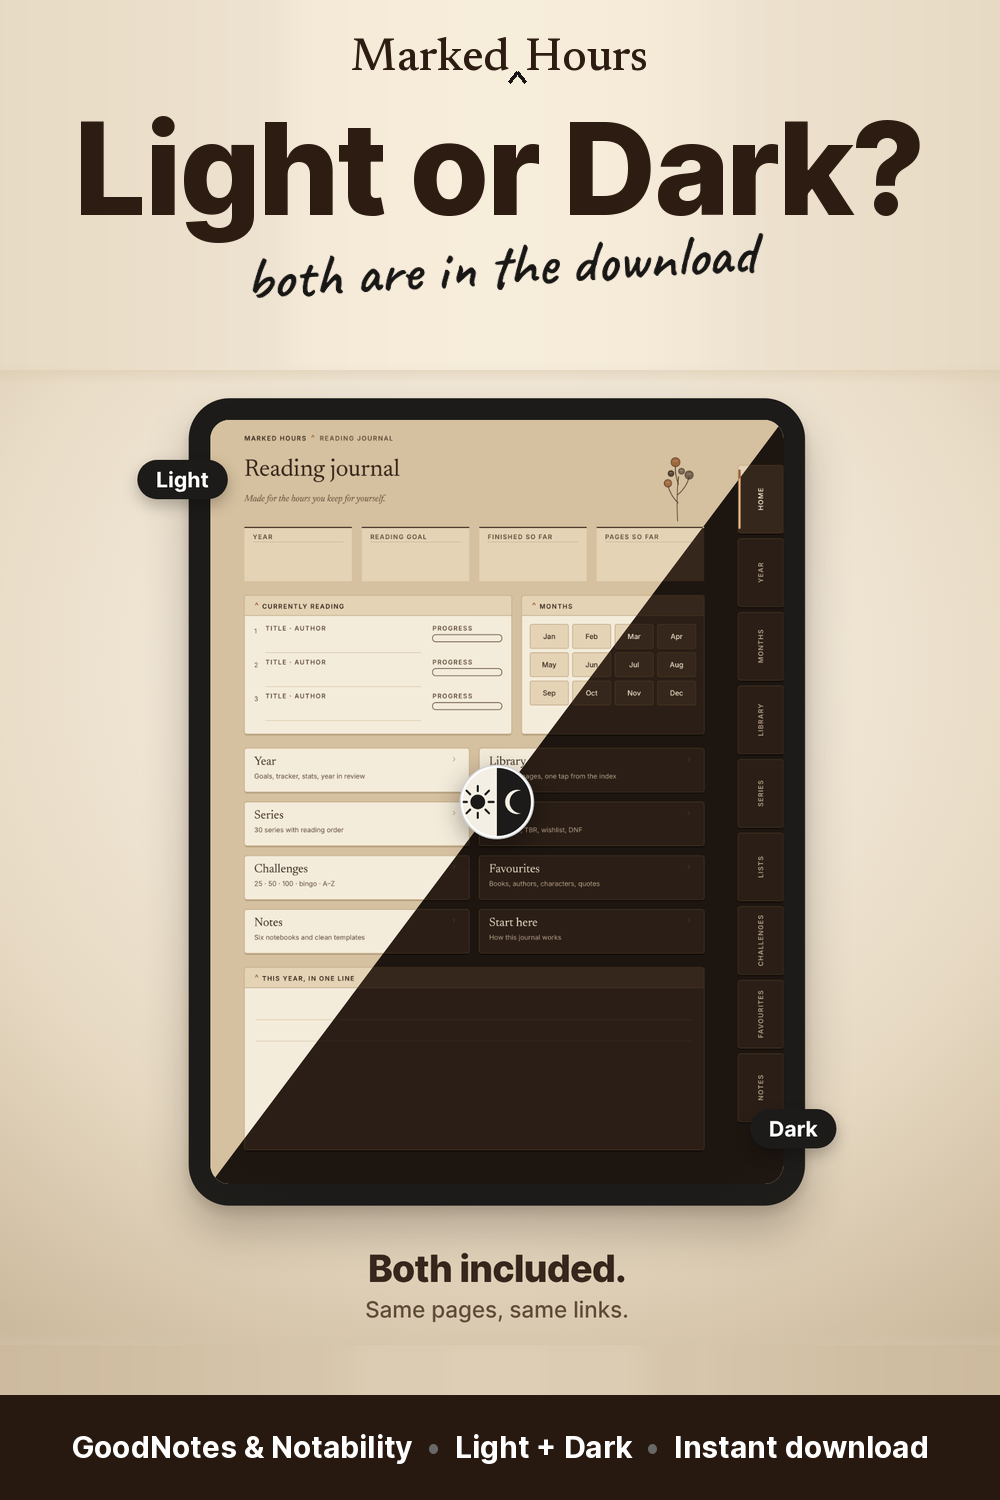 Marked ^ Hours
Light or Dark?
both are in the download
Light
MARKED HOURS ^ READING JOURNAL
Reading journal
Made for the hours you keep for yourself.
YEAR
READING GOAL
FINISHED SO FAR
PAGES SO FAR
^ CURRENTLY READING
1 TITLE · AUTHOR PROGRESS
2 TITLE · AUTHOR PROGRESS
3 TITLE · AUTHOR PROGRESS
^ MONTHS
Jan Feb Mar Apr
May Jun Jul Aug
Sep Oct Nov Dec
Year
Goals, tracker, stats, year in review
Library
ages, one tap from the index
Series
30 series with reading order
TBR, wishlist, DNF
Challenges
25 · 50 · 100 · bingo · A–Z
Favourites
Books, authors, characters, quotes
Notes
Six notebooks and clean templates
Start here
How this journal works
^ THIS YEAR, IN ONE LINE
HOME
YEAR
MONTHS
LIBRARY
SERIES
LISTS
CHALLENGES
FAVOURITES
NOTES
Dark
Both included.
Same pages, same links.
GoodNotes & Notability • Light + Dark • Instant download